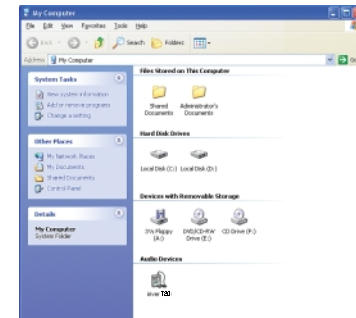 My Computer
File Edit View Favorites Tools Help
Back Search Folders
Address My Computer Go
System Tasks
View system information
Add or remove programs
Change a setting
Other Places
My Network Places
My Documents
Shared Documents
Control Panel
Details
My Computer
System Folder
Files Stored on This Computer
Shared Documents
Administrator's Documents
Hard Disk Drives
Local Disk (C:) Local Disk (D:)
Devices with Removable Storage
3½ Floppy (A:)
DVD/CD-RW Drive (E:)
CD Drive (F:)
Audio Devices
iriver T20